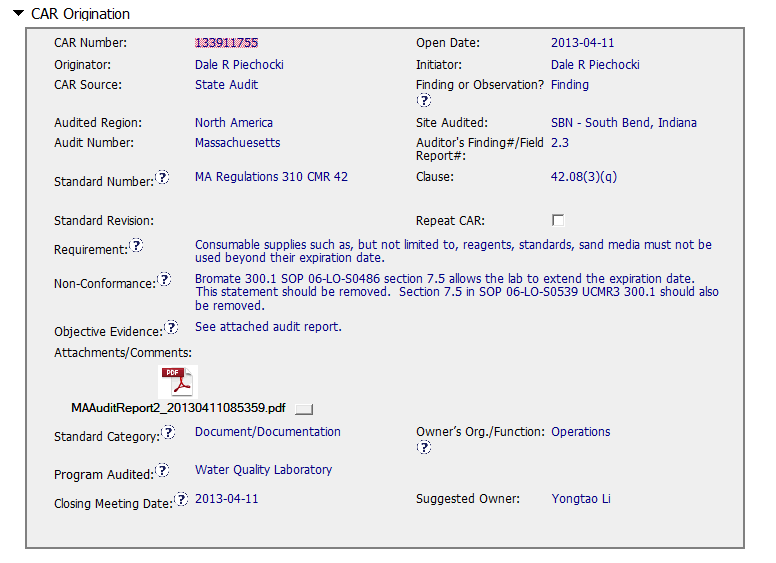 CAR Origination
CAR Number: 133911755 Open Date: 2013-04-11
Originator: Dale R Piechocki Initiator: Dale R Piechocki
CAR Source: State Audit Finding or Observation? Finding
?
Audited Region: North America Site Audited: SBN - South Bend, Indiana
Audit Number: Massachuesetts Auditor's Finding#/Field 2.3
Report#:
Standard Number:? MA Regulations 310 CMR 42 Clause: 42.08(3)(q)
Standard Revision: Repeat CAR:
Requirement:? Consumable supplies such as, but not limited to, reagents, standards, sand media must not be
used beyond their expiration date.
Non-Conformance:? Bromate 300.1 SOP 06-LO-S0486 section 7.5 allows the lab to extend the expiration date.
This statement should be removed.  Section 7.5 in SOP 06-LO-S0539 UCMR3 300.1 should also
be removed.
Objective Evidence:? See attached audit report.
Attachments/Comments:
PDF
MAAuditReport2_20130411085359.pdf
Standard Category:? Document/Documentation Owner's Org./Function: Operations
?
Program Audited:? Water Quality Laboratory
Closing Meeting Date:? 2013-04-11 Suggested Owner: Yongtao Li